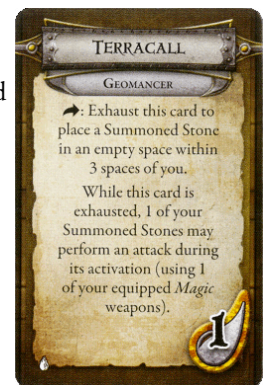 TERRACALL
GEOMANCER
d
: Exhaust this card to
place a Summoned Stone
in an empty space within
3 spaces of you.
While this card is
exhausted, 1 of your
Summoned Stones may
perform an attack during
its activation (using 1
of your equipped Magic
weapons).
1